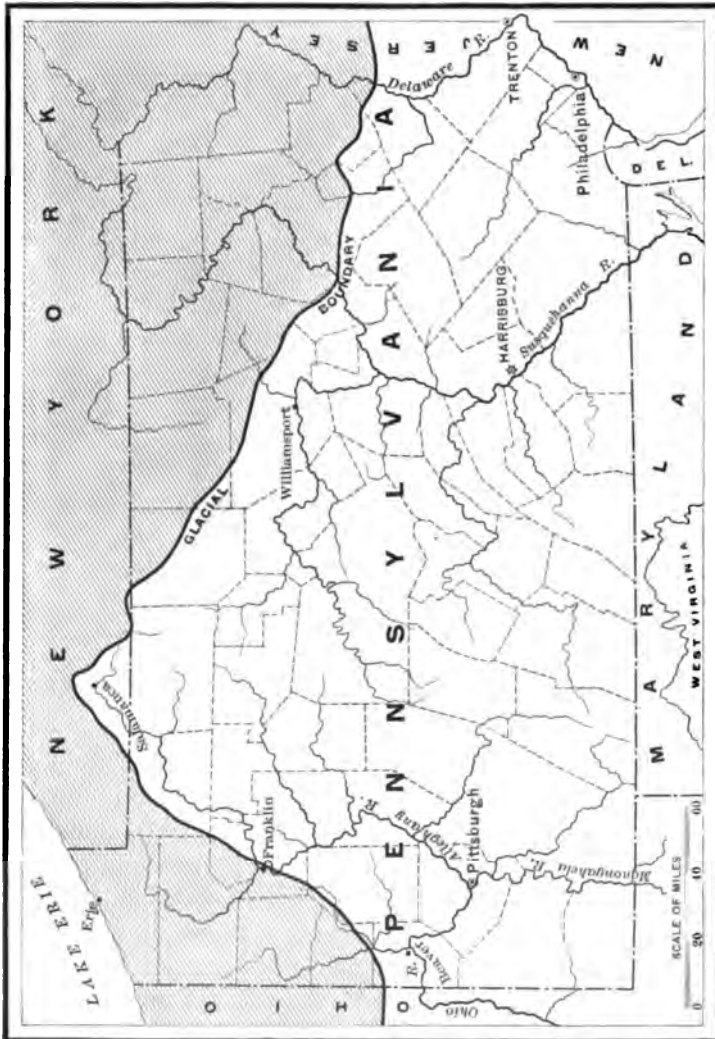 NEW YORK
LAKE ERIE
Erie
Salamanca
GLACIAL
BOUNDARY
Franklin
Williamsport
OHIO
PENNSYLVANIA
NEW JERSEY
Delaware R.
TRENTON
Philadelphia
DEL.
HARRISBURG
Susquehanna R.
Alleghany R.
Pittsburgh
Beaver
R.
Ohio
Monongahela R.
MARYLAND
WEST VIRGINIA
SCALE OF MILES
0 20 40 60